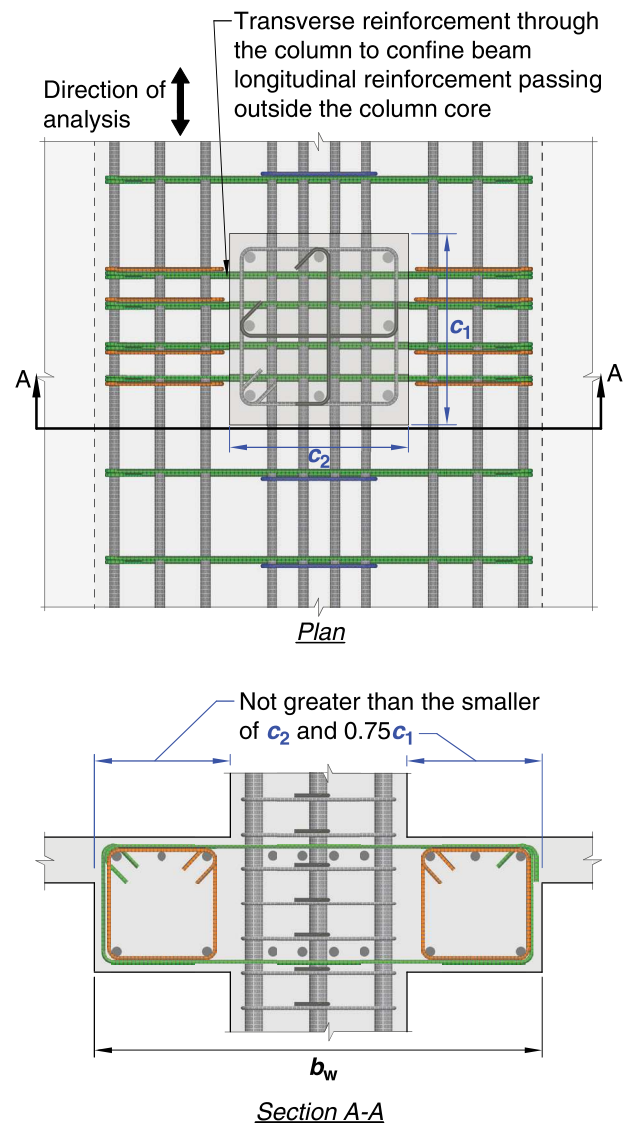 Transverse reinforcement through
the column to confine beam
longitudinal reinforcement passing
outside the column core
Direction of
analysis
c1
A
A
c2
Plan
Not greater than the smaller
of c2 and 0.75c1
bw
Section A-A